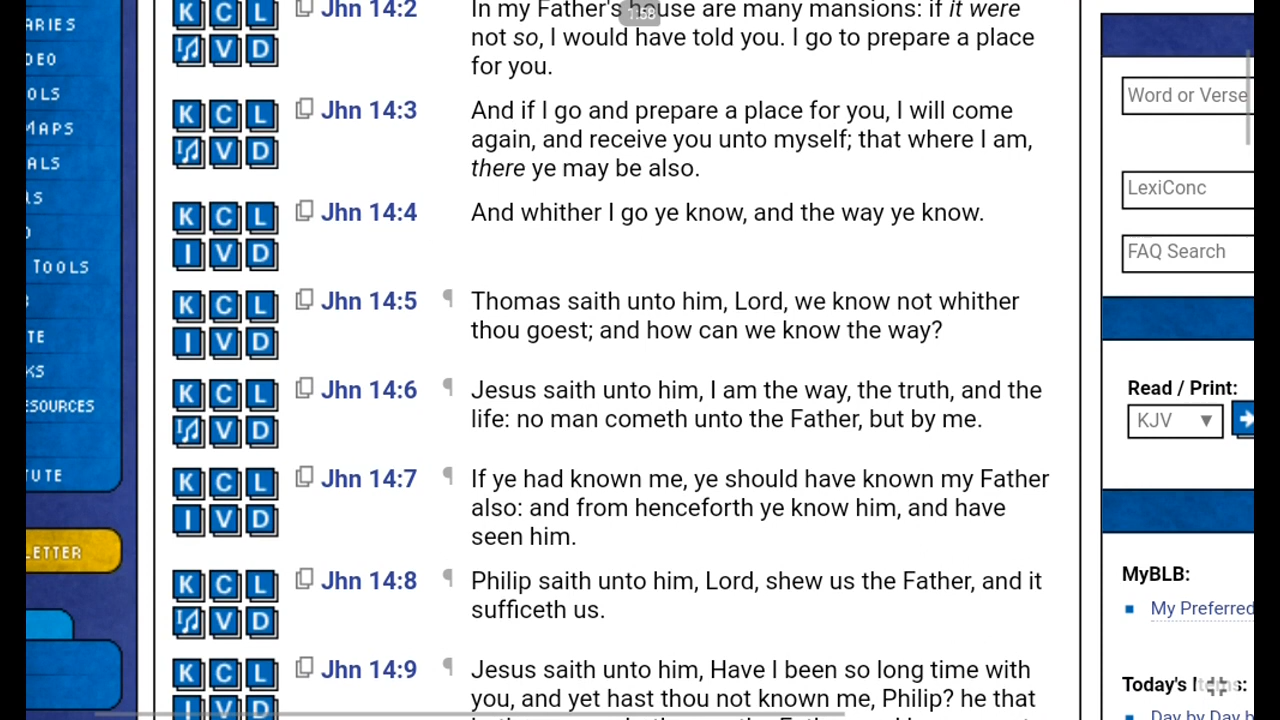 ARIES
DEO
OLS
MAPS
ALS
TOOLS
TE
KS
ESOURCES
TUTE
LETTER
K C L
Jhn 14:2
In my Father's house are many mansions: if it were
not so, I would have told you. I go to prepare a place
for you.
V D
1:58
K C L
Jhn 14:3
And if I go and prepare a place for you, I will come
again, and receive you unto myself; that where I am,
there ye may be also.
I V D
K C L
Jhn 14:4
And whither I go ye know, and the way ye know.
I V D
K C L
Jhn 14:5
¶ Thomas saith unto him, Lord, we know not whither
thou goest; and how can we know the way?
I V D
K C L
Jhn 14:6
¶ Jesus saith unto him, I am the way, the truth, and the
life: no man cometh unto the Father, but by me.
I V D
K C L
Jhn 14:7
¶ If ye had known me, ye should have known my Father
also: and from henceforth ye know him, and have
seen him.
I V D
K C L
Jhn 14:8
¶ Philip saith unto him, Lord, shew us the Father, and it
sufficeth us.
I V D
K C L
Jhn 14:9
¶ Jesus saith unto him, Have I been so long time with
you, and yet hast thou not known me, Philip? he that
I V D
Word or Verse
LexiConc
FAQ Search
Read / Print:
KJV
MyBLB:
My Preferred
Today's
Day by Day b